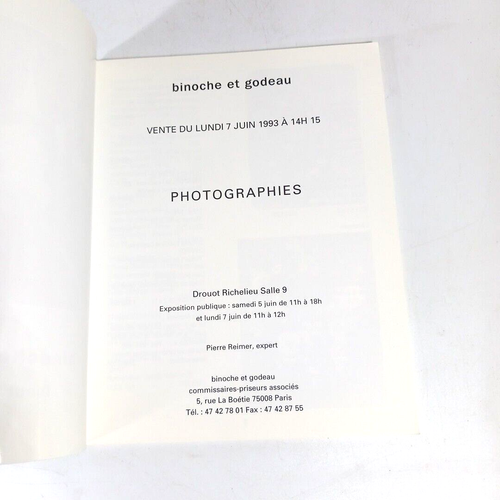 binoche et godeau
VENTE DU LUNDI 7 JUIN 1993 À 14H 15
PHOTOGRAPHIES
Drouot Richelieu Salle 9
Exposition publique : samedi 5 juin de 11h à 18h
et lundi 7 juin de 11h à 12h
Pierre Reimer, expert
binoche et godeau
commissaires-priseurs associés
5, rue La Boétie 75008 Paris
Tél. : 47 42 78 01 Fax : 47 42 87 55